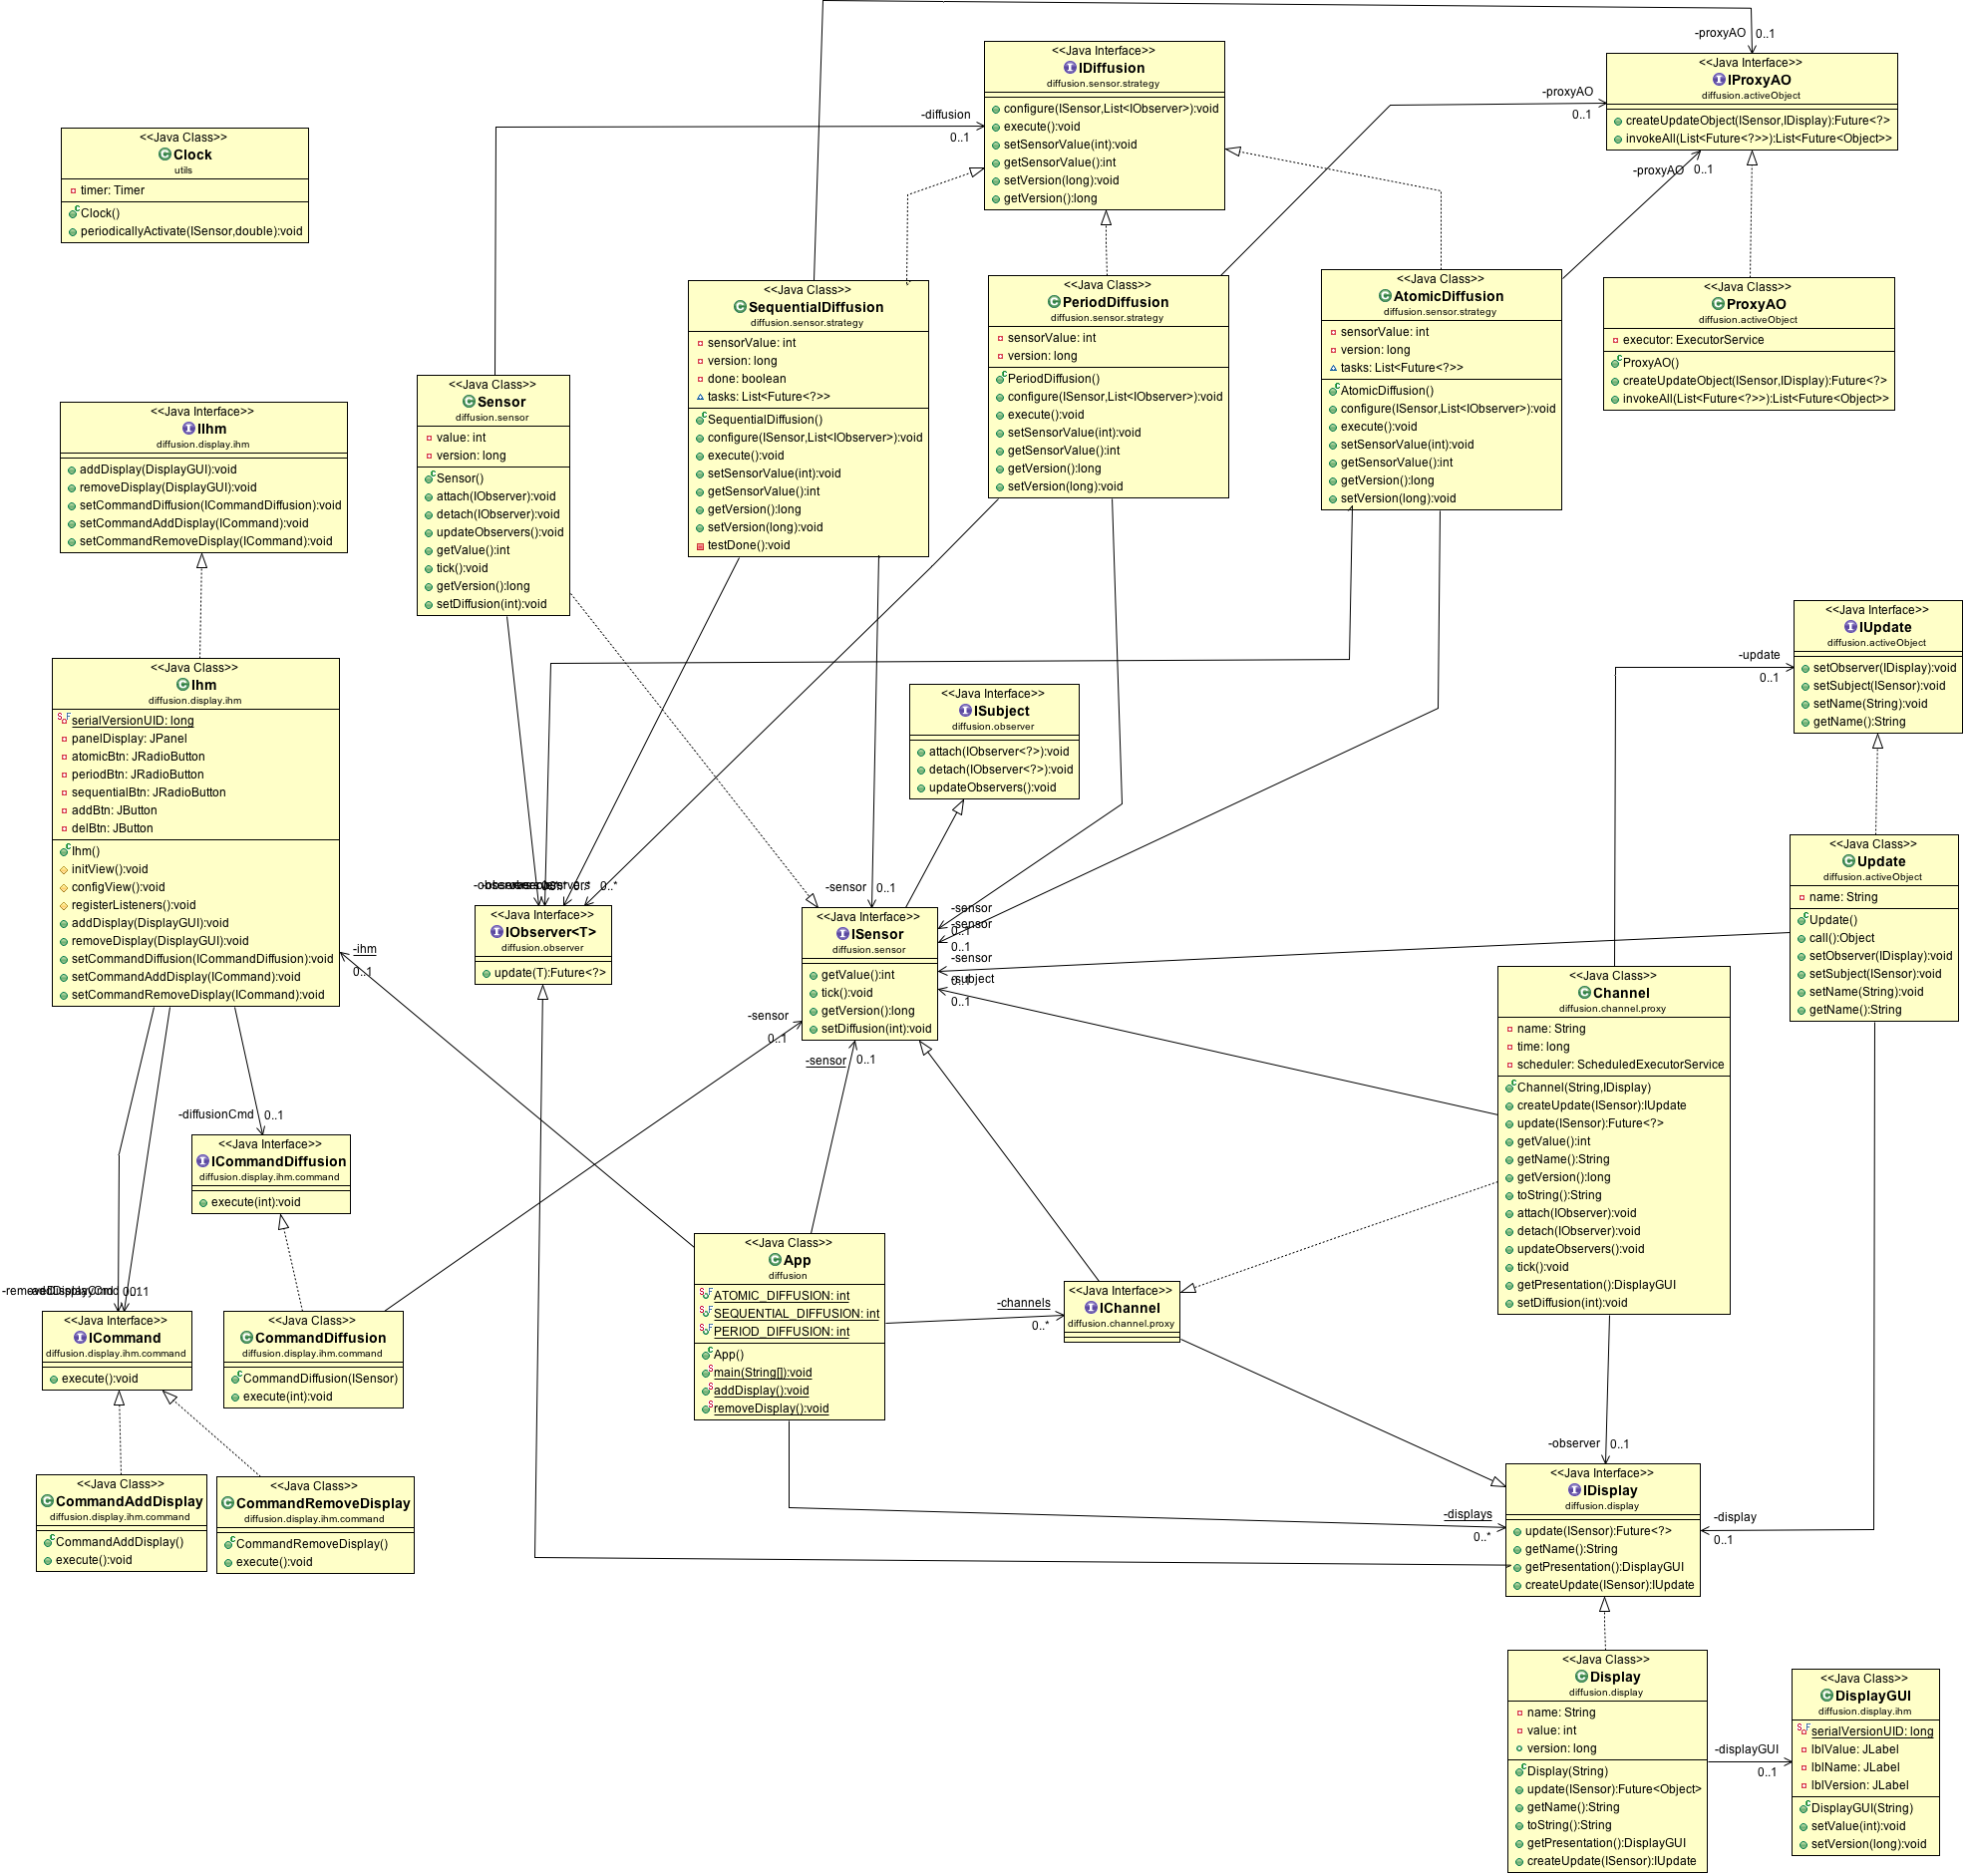 -proxyAO 0..1
<<Java Interface>>
IDiffusion
diffusion.sensor.strategy
configure(ISensor,List<IObserver>):void
execute():void
setSensorValue(int):void
getSensorValue():int
setVersion(long):void
getVersion():long
<<Java Interface>>
IProxyAO
diffusion.activeObject
createUpdateObject(ISensor,IDisplay):Future<?>
invokeAll(List<Future<?>>):List<Future<Object>>
-proxyAO
0..1
-proxyAO 0..1
-diffusion
0..1
<<Java Class>>
Clock
utils
timer: Timer
Clock()
periodicallyActivate(ISensor,double):void
<<Java Class>>
SequentialDiffusion
diffusion.sensor.strategy
sensorValue: int
version: long
done: boolean
tasks: List<Future<?>>
SequentialDiffusion()
configure(ISensor,List<IObserver>):void
execute():void
setSensorValue(int):void
getSensorValue():int
getVersion():long
setVersion(long):void
testDone():void
<<Java Class>>
PeriodDiffusion
diffusion.sensor.strategy
sensorValue: int
version: long
PeriodDiffusion()
configure(ISensor,List<IObserver>):void
execute():void
setSensorValue(int):void
getSensorValue():int
getVersion():long
setVersion(long):void
<<Java Class>>
AtomicDiffusion
diffusion.sensor.strategy
sensorValue: int
version: long
tasks: List<Future<?>>
AtomicDiffusion()
configure(ISensor,List<IObserver>):void
execute():void
setSensorValue(int):void
getSensorValue():int
getVersion():long
setVersion(long):void
<<Java Class>>
ProxyAO
diffusion.activeObject
executor: ExecutorService
ProxyAO()
createUpdateObject(ISensor,IDisplay):Future<?>
invokeAll(List<Future<?>>):List<Future<Object>>
<<Java Class>>
Sensor
diffusion.sensor
value: int
version: long
Sensor()
attach(IObserver):void
detach(IObserver):void
updateObservers():void
getValue():int
tick():void
getVersion():long
setDiffusion(int):void
<<Java Interface>>
IIhm
diffusion.display.ihm
addDisplay(DisplayGUI):void
removeDisplay(DisplayGUI):void
setCommandDiffusion(ICommandDiffusion):void
setCommandAddDisplay(ICommand):void
setCommandRemoveDisplay(ICommand):void
<<Java Class>>
Ihm
diffusion.display.ihm
serialVersionUID: long
panelDisplay: JPanel
atomicBtn: JRadioButton
periodBtn: JRadioButton
sequentialBtn: JRadioButton
addBtn: JButton
delBtn: JButton
Ihm()
initView():void
configView():void
registerListeners():void
addDisplay(DisplayGUI):void
removeDisplay(DisplayGUI):void
setCommandDiffusion(ICommandDiffusion):void
setCommandAddDisplay(ICommand):void
setCommandRemoveDisplay(ICommand):void
<<Java Interface>>
ISubject
diffusion.observer
attach(IObserver<?>):void
detach(IObserver<?>):void
updateObservers():void
<<Java Interface>>
IUpdate
diffusion.activeObject
setObserver(IDisplay):void
setSubject(ISensor):void
setName(String):void
getName():String
-update
0..1
<<Java Class>>
Update
diffusion.activeObject
name: String
Update()
call():Object
setObserver(IDisplay):void
setSubject(ISensor):void
setName(String):void
getName():String
0..*
<<Java Interface>>
IObserver<T>
diffusion.observer
update(T):Future<?>
-sensor 0..1
<<Java Interface>>
ISensor
diffusion.sensor
getValue():int
tick():void
getVersion():long
setDiffusion(int):void
-sensor
-sensor
0..1
-sensor
-subject
0..1
-sensor
0..1
-sensor 0..1
-ihm
0..1
<<Java Class>>
Channel
diffusion.channel.proxy
name: String
time: long
scheduler: ScheduledExecutorService
Channel(String,IDisplay)
createUpdate(ISensor):IUpdate
update(ISensor):Future<?>
getValue():int
getName():String
getVersion():long
toString():String
attach(IObserver):void
detach(IObserver):void
updateObservers():void
tick():void
getPresentation():DisplayGUI
setDiffusion(int):void
-diffusionCmd 0..1
<<Java Interface>>
ICommandDiffusion
diffusion.display.ihm.command
execute(int):void
<<Java Interface>>
ICommand
diffusion.display.ihm.command
execute():void
<<Java Class>>
CommandDiffusion
diffusion.display.ihm.command
CommandDiffusion(ISensor)
execute(int):void
<<Java Class>>
App
diffusion
ATOMIC_DIFFUSION: int
SEQUENTIAL_DIFFUSION: int
PERIOD_DIFFUSION: int
App()
main(String[]):void
addDisplay():void
removeDisplay():void
-channels
0..*
<<Java Interface>>
IChannel
diffusion.channel.proxy
<<Java Class>>
CommandAddDisplay
diffusion.display.ihm.command
CommandAddDisplay()
execute():void
<<Java Class>>
CommandRemoveDisplay
diffusion.display.ihm.command
CommandRemoveDisplay()
execute():void
-observer 0..1
<<Java Interface>>
IDisplay
diffusion.display
update(ISensor):Future<?>
getName():String
getPresentation():DisplayGUI
createUpdate(ISensor):IUpdate
-displays
0..*
-display
0..1
<<Java Class>>
Display
diffusion.display
name: String
value: int
version: long
Display(String)
update(ISensor):Future<Object>
getName():String
toString():String
getPresentation():DisplayGUI
createUpdate(ISensor):IUpdate
-displayGUI
0..1
<<Java Class>>
DisplayGUI
diffusion.display.ihm
serialVersionUID: long
lblValue: JLabel
lblName: JLabel
lblVersion: JLabel
DisplayGUI(String)
setValue(int):void
setVersion(long):void